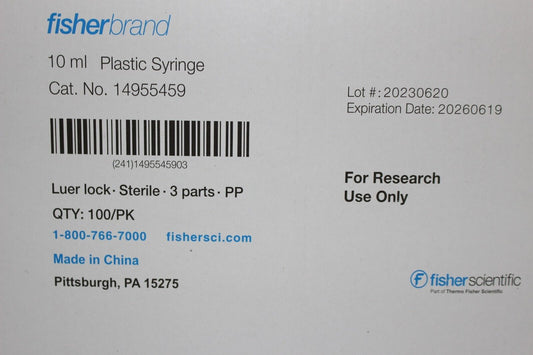 fisherbrand
10 ml Plastic Syringe
Cat. No. 14955459
Lot #: 20230620
Expiration Date: 20260619
(241)1495545903
Luer lock · Sterile · 3 parts · PP
QTY: 100/PK
For Research
Use Only
1-800-766-7000 fishersci.com
Made in China
Pittsburgh, PA 15275
f fisherscientific
Part of Thermo Fisher Scientific